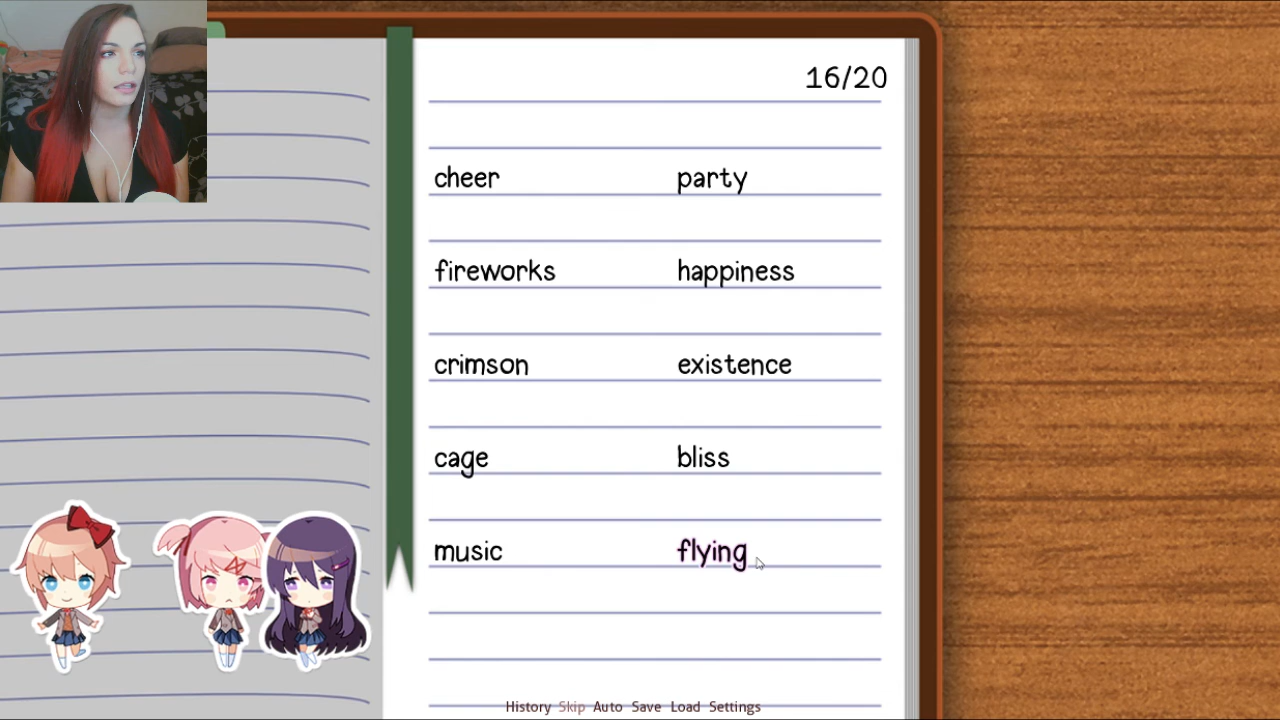 16/20
cheer party
fireworks happiness
crimson existence
cage bliss
music flying
History Skip Auto Save Load Settings